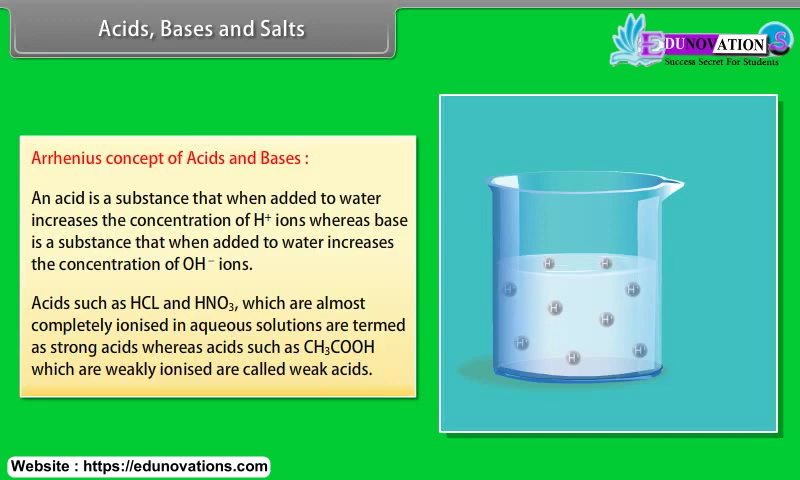 Acids, Bases and Salts
EDUNOVATIONS
Success Secret For Students
Arrhenius concept of Acids and Bases :
An acid is a substance that when added to water
increases the concentration of H⁺ ions whereas base
is a substance that when added to water increases
the concentration of OH⁻ ions.
Acids such as HCL and HNO₃, which are almost
completely ionised in aqueous solutions are termed
as strong acids whereas acids such as CH₃COOH
which are weakly ionised are called weak acids.
H⁺ H⁺
H⁺ H⁺
H⁺
H⁺
H⁺
H⁺
H⁺
Website : https://edunovations.com